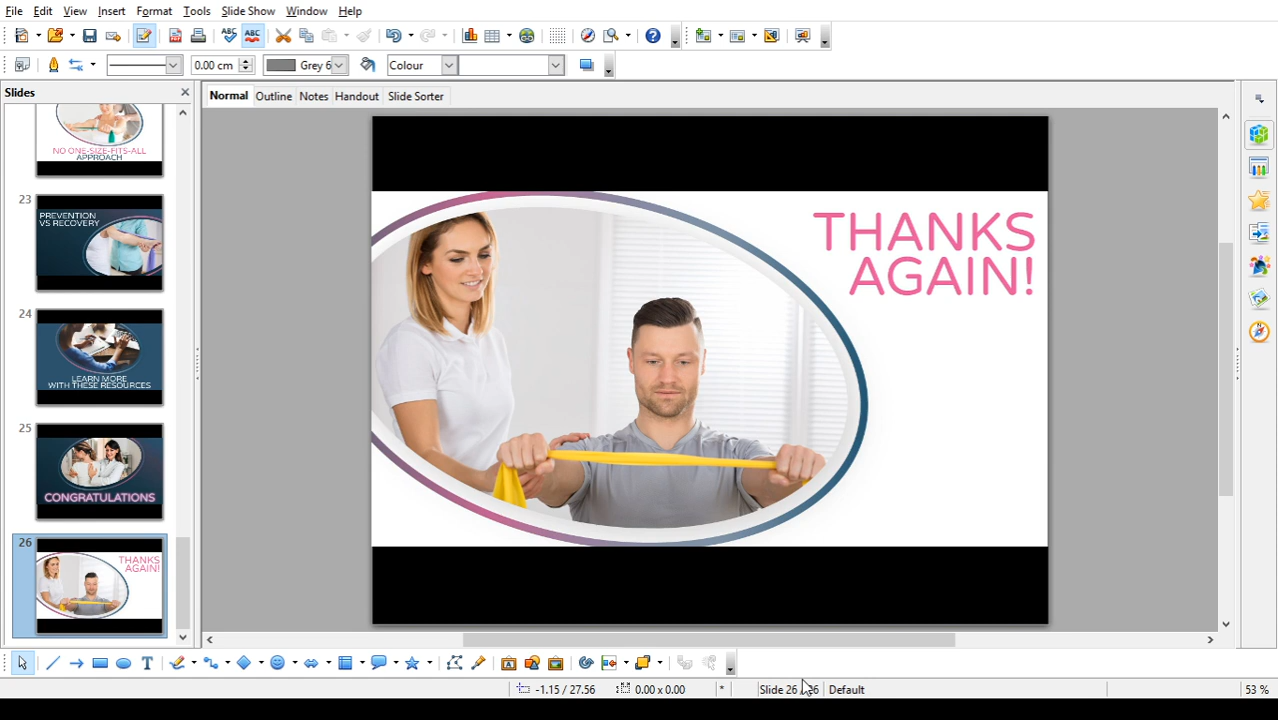 File Edit View Insert Format Tools Slide Show Window Help
0.00 cm Grey 6 Colour
Slides
Normal Outline Notes Handout Slide Sorter
NO ONE-SIZE-FITS-ALL
APPROACH
23
PREVENTION
VS RECOVERY
24
LEARN MORE
WITH THESE RESOURCES
25
CONGRATULATIONS
26
THANKS
AGAIN!
THANKS
AGAIN!
-1.15 / 27.56 0.00 x 0.00 * Slide 26 Default 53 %